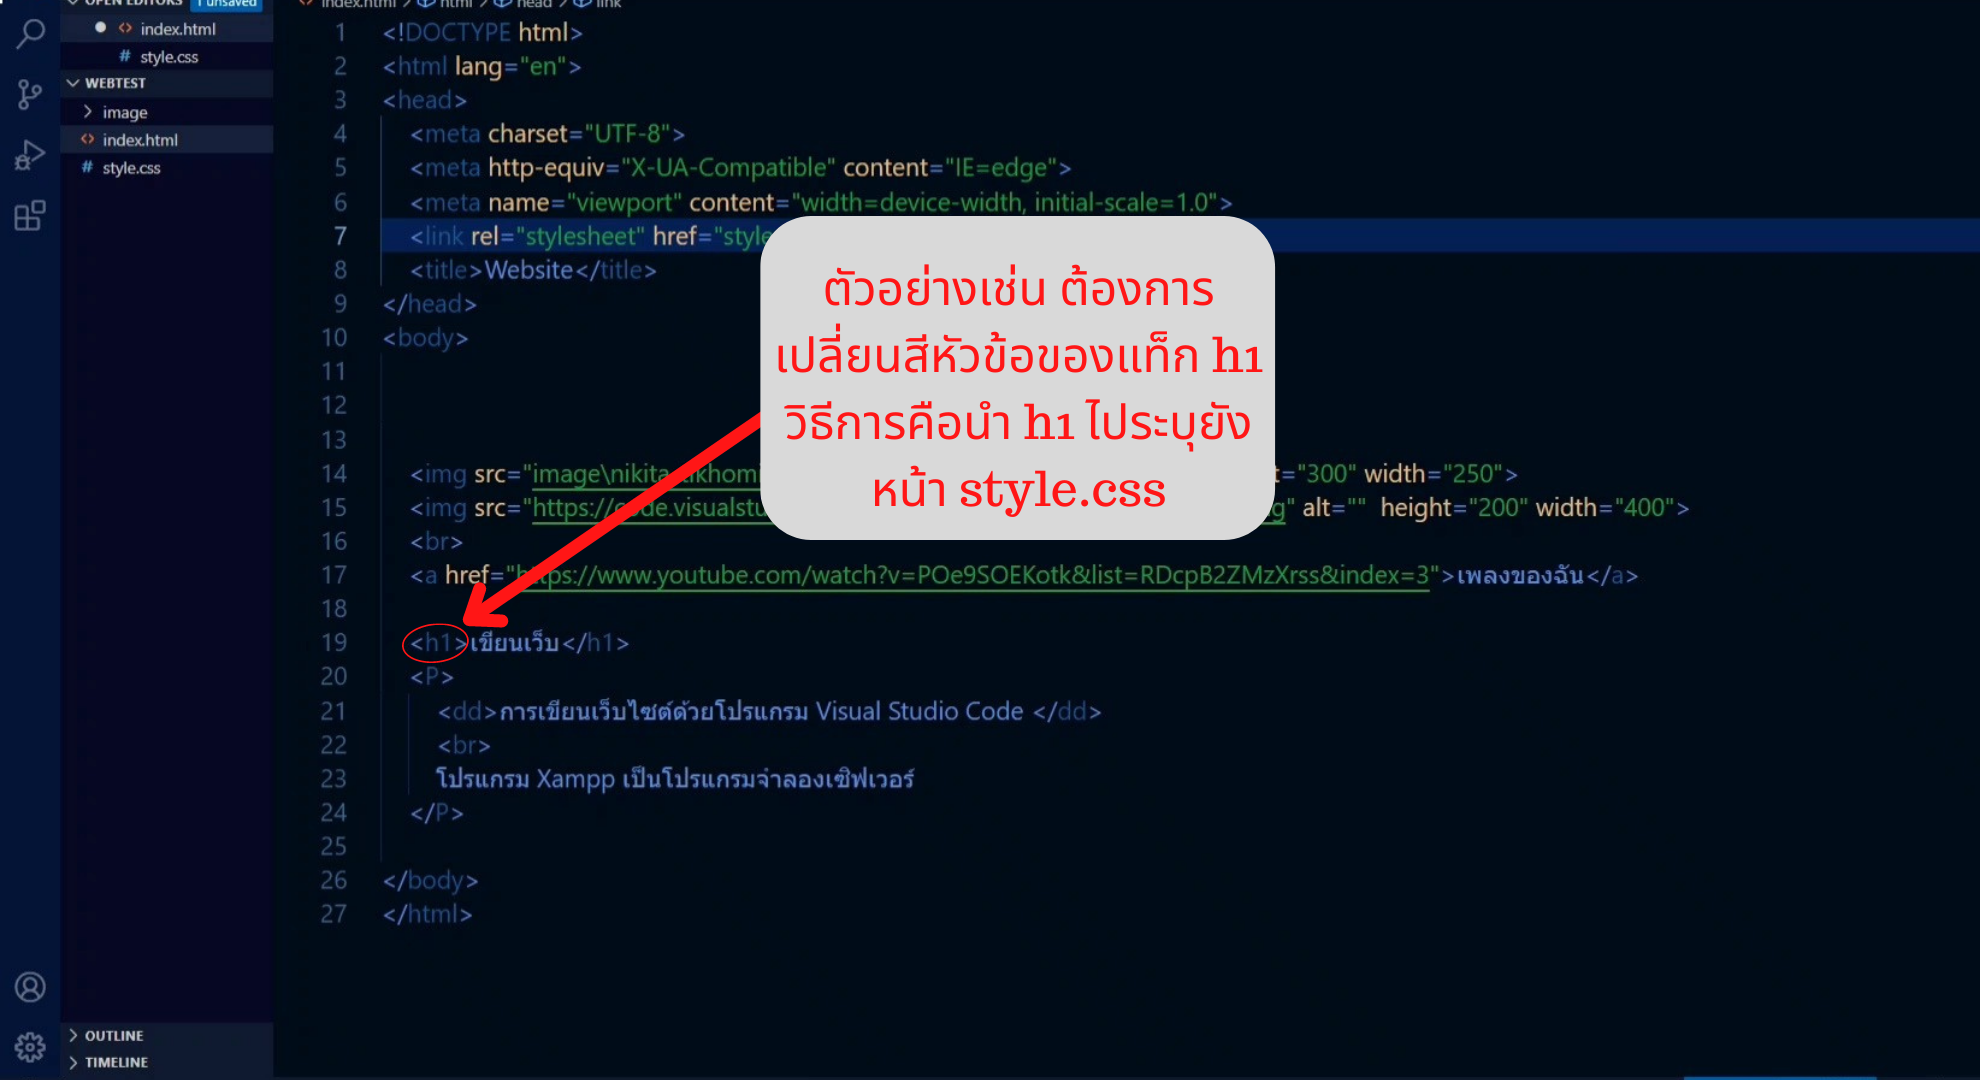 OPEN EDITORS 1 unsaved
index.html
style.css
WEBTEST
image
index.html
style.css
OUTLINE
TIMELINE
index.html > html > head > link
1 <!DOCTYPE html>
2 <html lang="en">
3 <head>
4 <meta charset="UTF-8">
5 <meta http-equiv="X-UA-Compatible" content="IE=edge">
6 <meta name="viewport" content="width=device-width, initial-scale=1.0">
7 <link rel="stylesheet" href="style
8 <title>Website</title>
9 </head>
10 <body>
11
12
13
14 <img src="image\nikita ="300" width="250">
15 <img src="https:// alt="" height="200" width="400">
16 <br>
17 <a href="https://www.youtube.com/watch?v=POe9SOEKotk&list=RDcpB2ZMzXrss&index=3">เพลงของฉัน</a>
18
19 <h1>เขียนเว็บ</h1>
20 <P>
21 <dd>การเขียนเว็บไซต์ด้วยโปรแกรม Visual Studio Code </dd>
22 <br>
23 โปรแกรม Xampp เป็นโปรแกรมจำลองเซิฟเวอร์
24 </P>
25
26 </body>
27 </html>
ตัวอย่างเช่น ต้องการ
เปลี่ยนสีหัวข้อของแท็ก h1
วิธีการคือนำ h1 ไประบุยัง
หน้า style.css